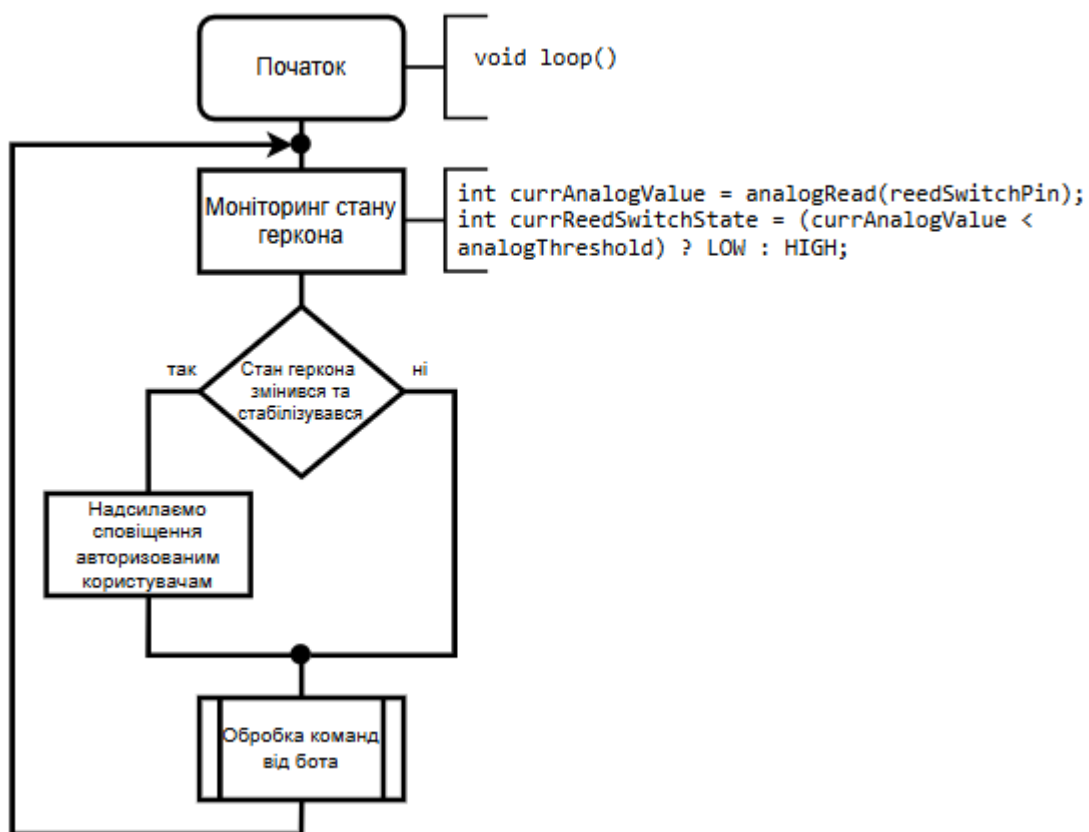 Початок
void loop()
Моніторинг стану
геркона
int currAnalogValue = analogRead(reedSwitchPin);
int currReedSwitchState = (currAnalogValue <
analogThreshold) ? LOW : HIGH;
так
Стан геркона
змінився та
стабілізувався
ні
Надсилаємо
сповіщення
авторизованим
користувачам
Обробка команд
від бота